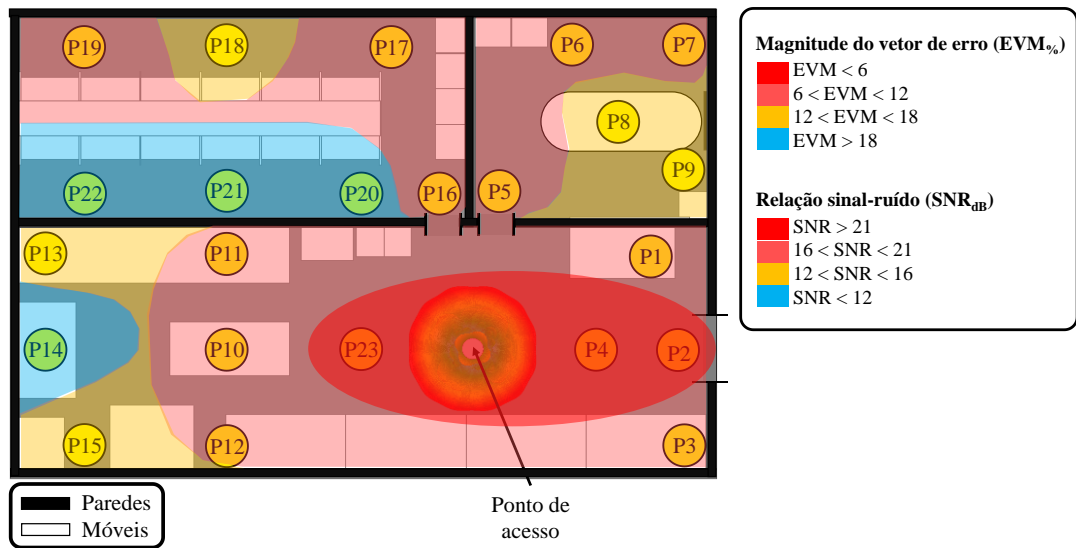 P19
P18
P17
P6
P7
P8
P9
P22
P21
P20
P16
P5
P13
P11
P1
P14
P10
P23
P4
P2
P15
P12
P3
Magnitude do vetor de erro (EVM%)
EVM < 6
6 < EVM < 12
12 < EVM < 18
EVM > 18
Relação sinal-ruído (SNRdB)
SNR > 21
16 < SNR < 21
12 < SNR < 16
SNR < 12
Paredes
Móveis
Ponto de
acesso